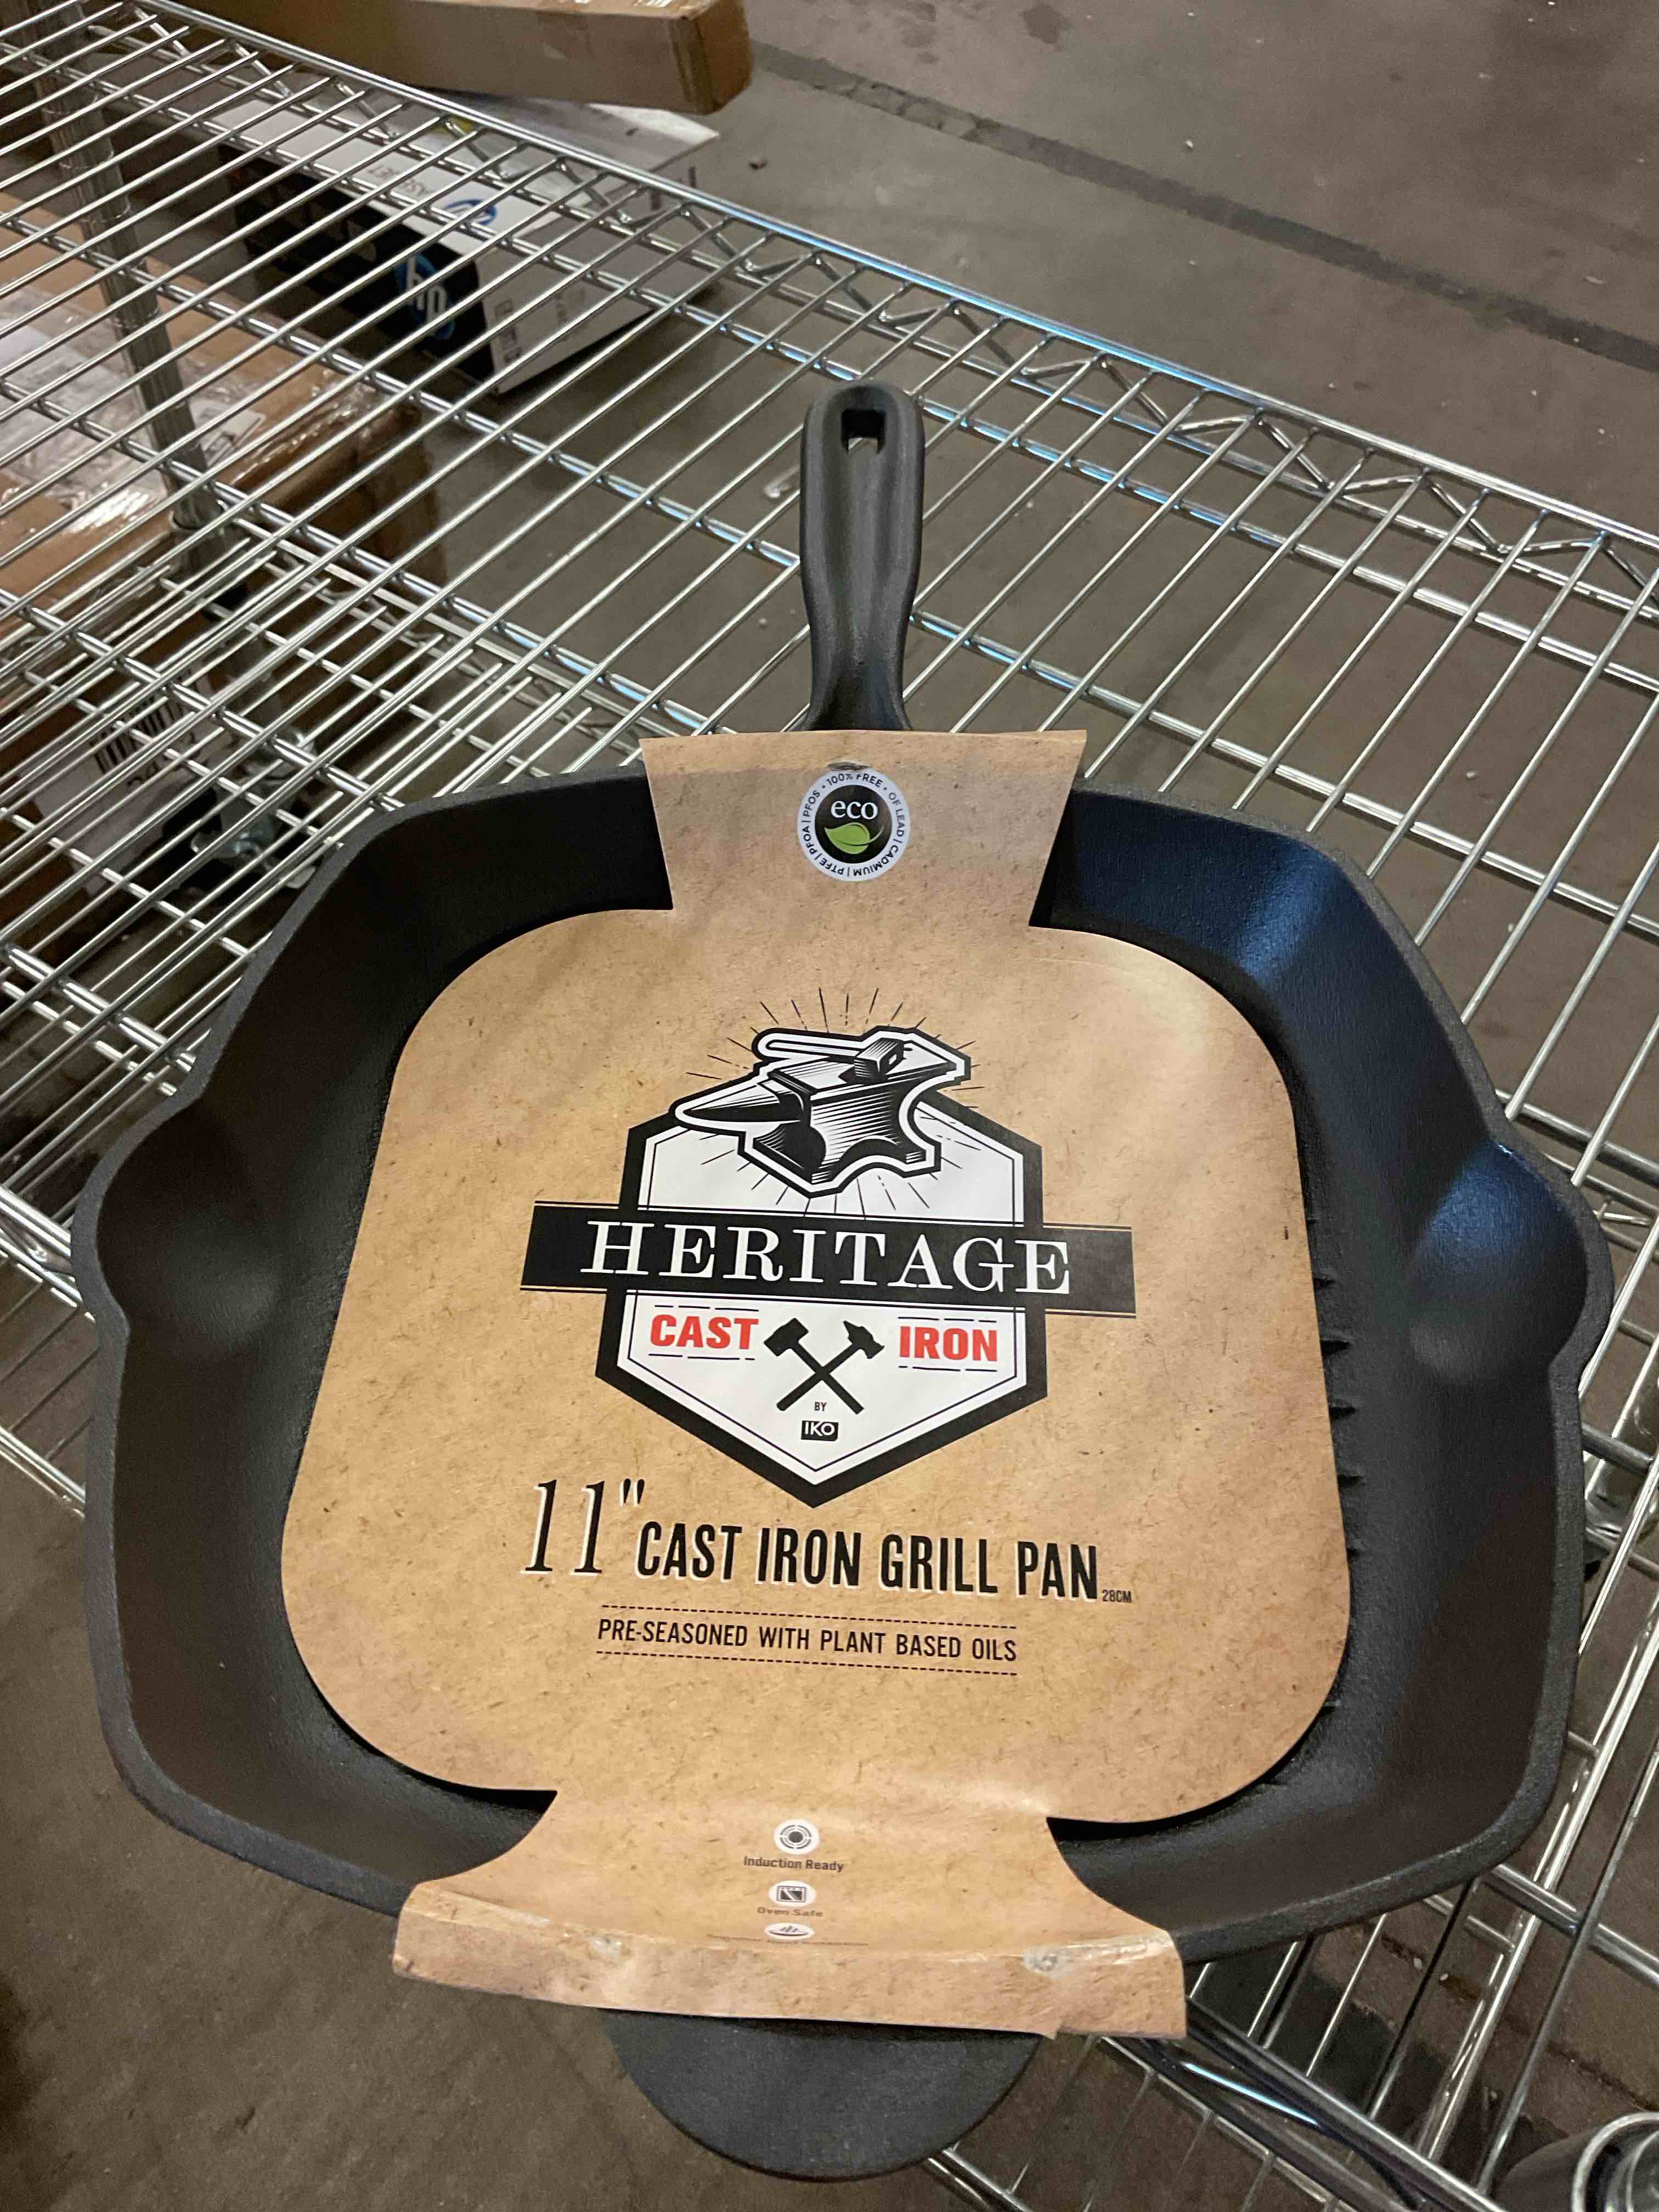 100% FREE • OF LEAD | CADMIUM | PTFE | PFOA | PFOS •
eco
HERITAGE
CAST IRON
BY
IKO
11" CAST IRON GRILL PAN 28CM
PRE-SEASONED WITH PLANT BASED OILS
Induction Ready
Oven Safe
hp